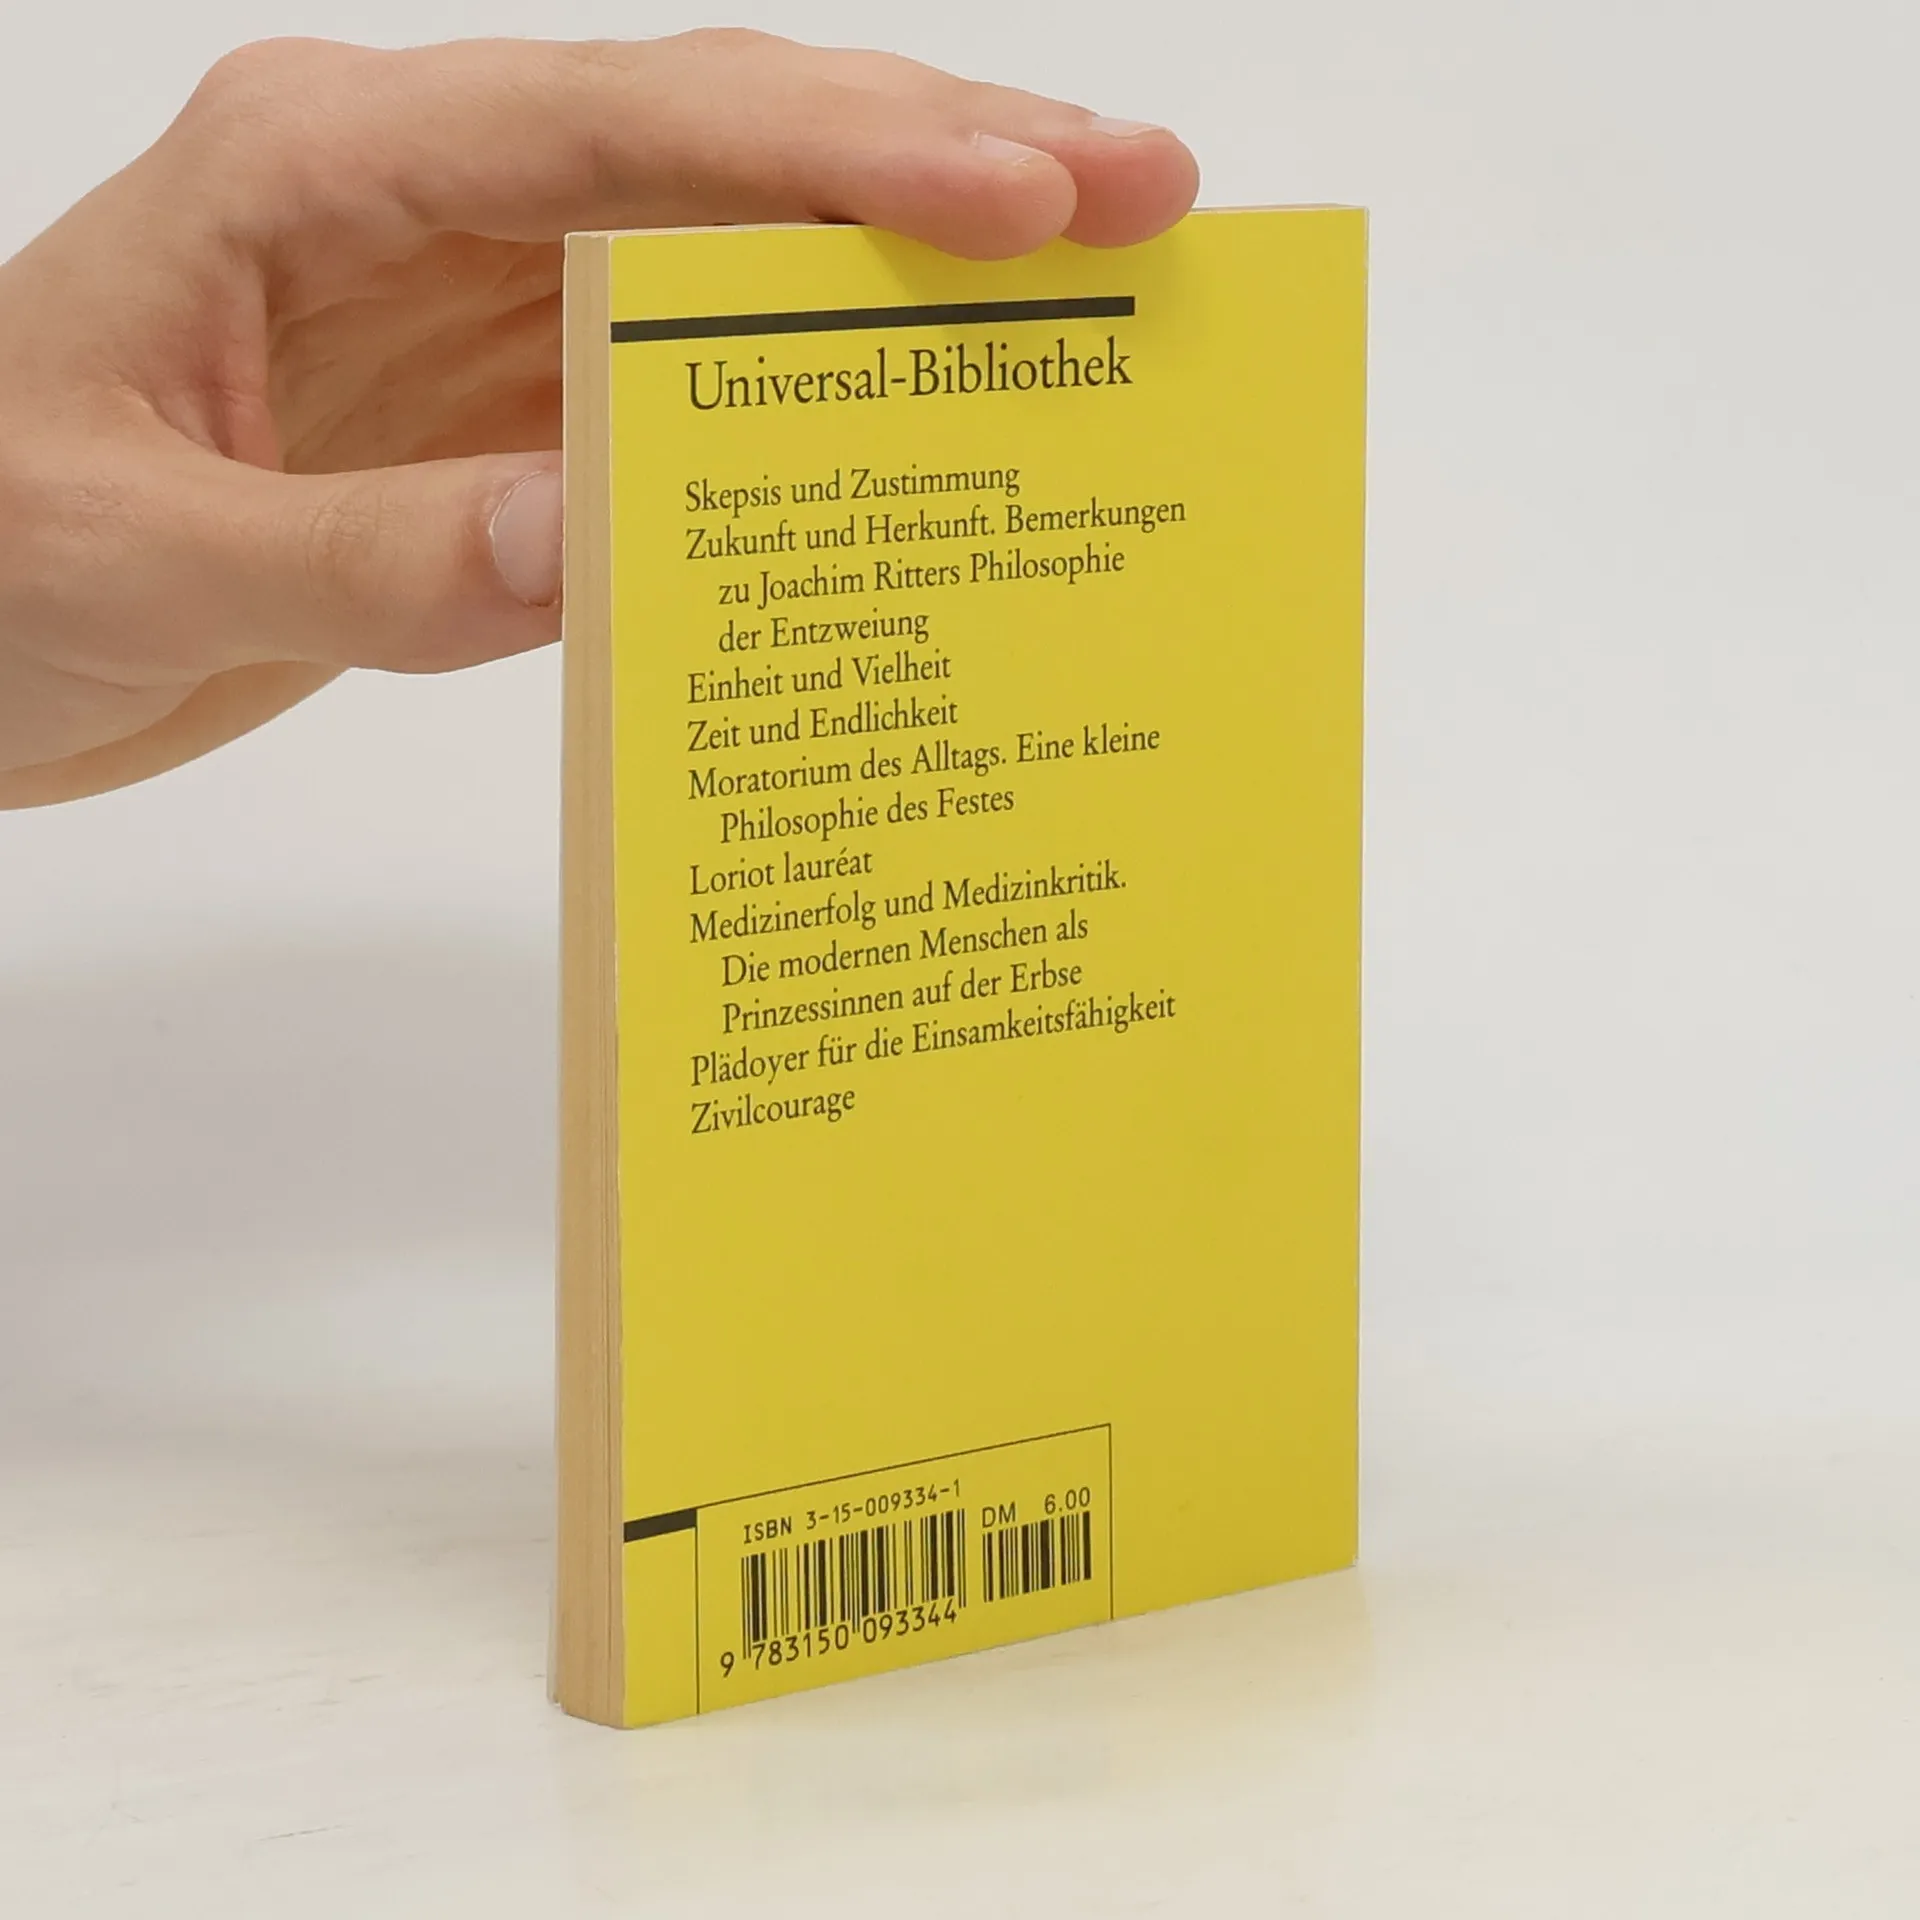 Universal-Bibliothek
Skepsis und Zustimmung
Zukunft und Herkunft. Bemerkungen
zu Joachim Ritters Philosophie
der Entzweiung
Einheit und Vielheit
Zeit und Endlichkeit
Moratorium des Alltags. Eine kleine
Philosophie des Festes
Loriot lauréat
Medizinerfolg und Medizinkritik.
Die modernen Menschen als
Prinzessinnen auf der Erbse
Plädoyer für die Einsamkeitsfähigkeit
Zivilcourage
ISBN 3-15-009334-1
DM 6.00
9 783150 093344